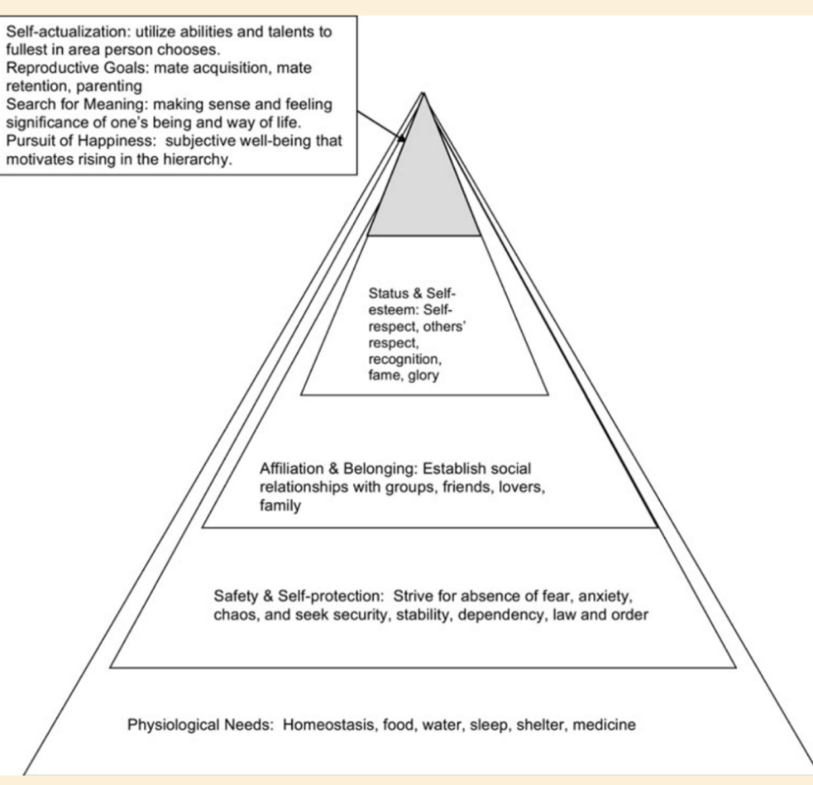 Self-actualization: utilize abilities and talents to
fullest in area person chooses.
Reproductive Goals: mate acquisition, mate
retention, parenting
Search for Meaning: making sense and feeling
significance of one's being and way of life.
Pursuit of Happiness:  subjective well-being that
motivates rising in the hierarchy.
Status & Self-
esteem: Self-
respect, others'
respect,
recognition,
fame, glory
Affiliation & Belonging: Establish social
relationships with groups, friends, lovers,
family
Safety & Self-protection:  Strive for absence of fear, anxiety,
chaos, and seek security, stability, dependency, law and order
Physiological Needs:  Homeostasis, food, water, sleep, shelter, medicine